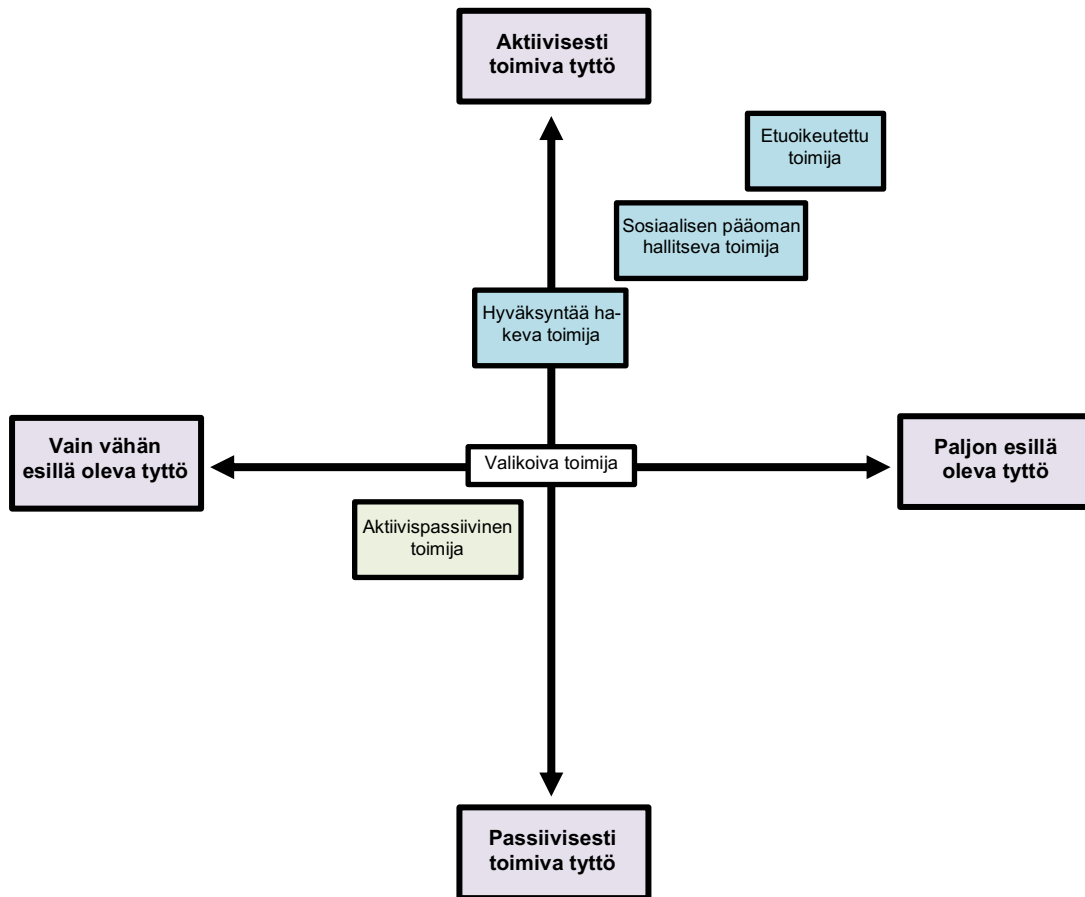 Aktiivisesti
toimiva tyttö
Etuoikeutettu
toimija
Sosiaalisen pääoman
hallitseva toimija
Hyväksyntää ha-
keva toimija
Vain vähän
esillä oleva tyttö
Valikoiva toimija
Paljon esillä
oleva tyttö
Aktiivispassiivinen
toimija
Passiivisesti
toimiva tyttö